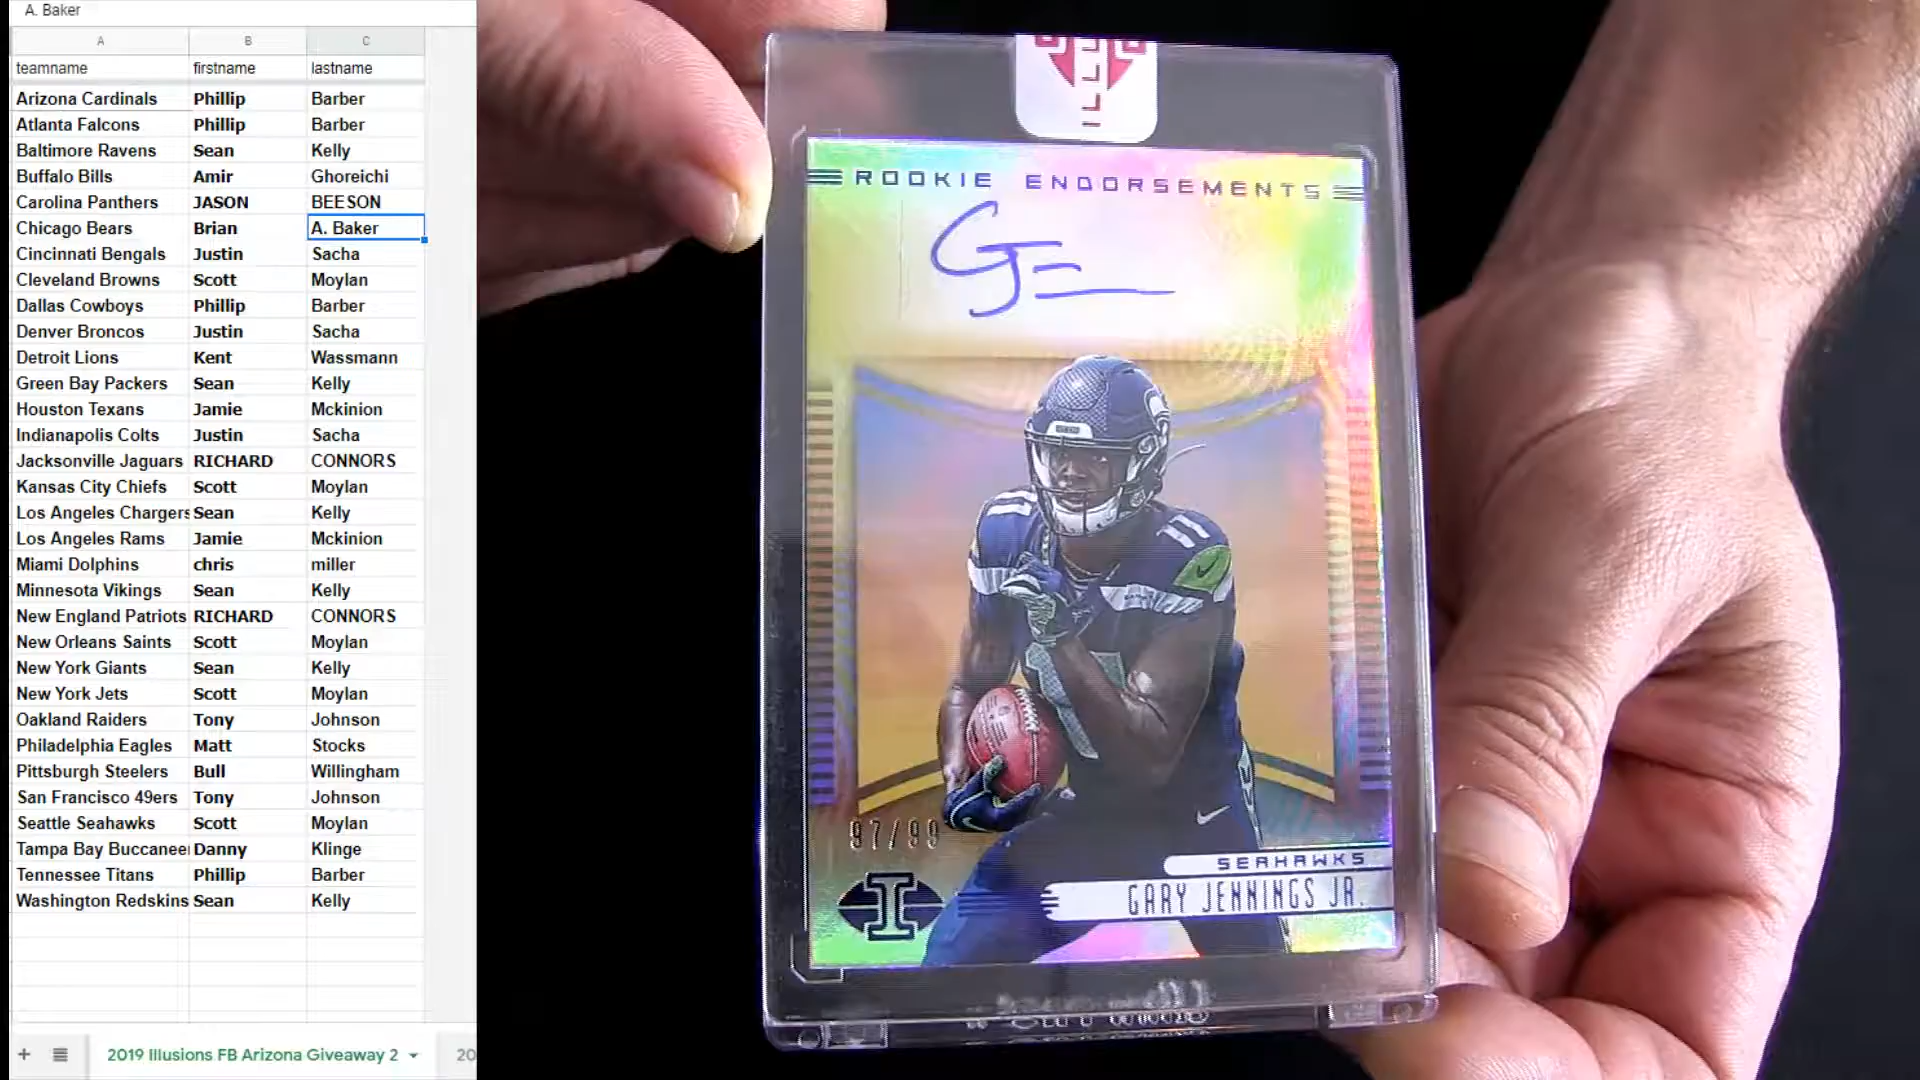 A. Baker
A B C
teamname firstname lastname
Arizona Cardinals Phillip Barber
Atlanta Falcons Phillip Barber
Baltimore Ravens Sean Kelly
Buffalo Bills Amir Ghoreichi
Carolina Panthers JASON BEESON
Chicago Bears Brian A. Baker
Cincinnati Bengals Justin Sacha
Cleveland Browns Scott Moylan
Dallas Cowboys Phillip Barber
Denver Broncos Justin Sacha
Detroit Lions Kent Wassmann
Green Bay Packers Sean Kelly
Houston Texans Jamie Mckinion
Indianapolis Colts Justin Sacha
Jacksonville Jaguars RICHARD CONNORS
Kansas City Chiefs Scott Moylan
Los Angeles Chargers Sean Kelly
Los Angeles Rams Jamie Mckinion
Miami Dolphins chris miller
Minnesota Vikings Sean Kelly
New England Patriots RICHARD CONNORS
New Orleans Saints Scott Moylan
New York Giants Sean Kelly
New York Jets Scott Moylan
Oakland Raiders Tony Johnson
Philadelphia Eagles Matt Stocks
Pittsburgh Steelers Bull Willingham
San Francisco 49ers Tony Johnson
Seattle Seahawks Scott Moylan
Tampa Bay Buccaneer Danny Klinge
Tennessee Titans Phillip Barber
Washington Redskins Sean Kelly
2019 Illusions FB Arizona Giveaway 2 20
ROOKIE ENDORSEMENTS
GJ
11 11
97/99
I
SEAHAWKS
GARY JENNINGS JR.